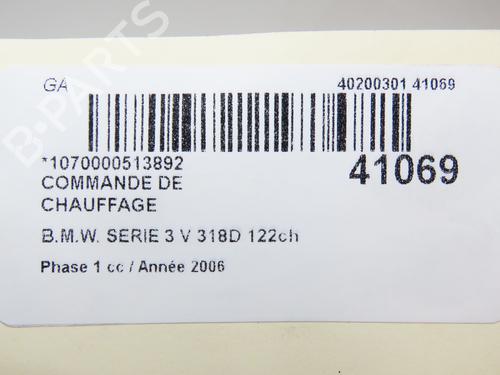 GA
40200301 41069
*1070000513892
41069
COMMANDE DE
CHAUFFAGE
B.M.W. SERIE 3 V 318D 122ch
Phase 1 cc / Année 2006
B-PARTS